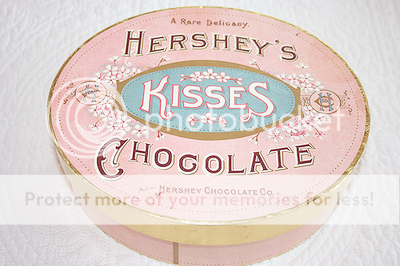 A Rare Delicacy.
HERSHEY'S
KISSES
photobucket
CHOCOLATE
HERSHEY CHOCOLATE CO.
Protect more of your memories for less!